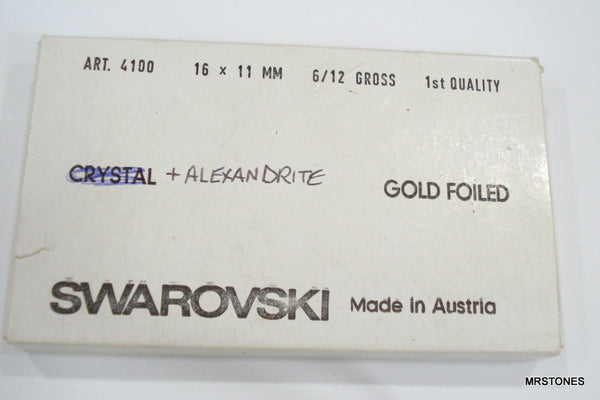 ART. 4100 16 x 11 MM 6/12 GROSS 1st QUALITY
CRYSTAL + ALEXANDRITE
GOLD FOILED
SWAROVSKI Made in Austria
MRSTONES